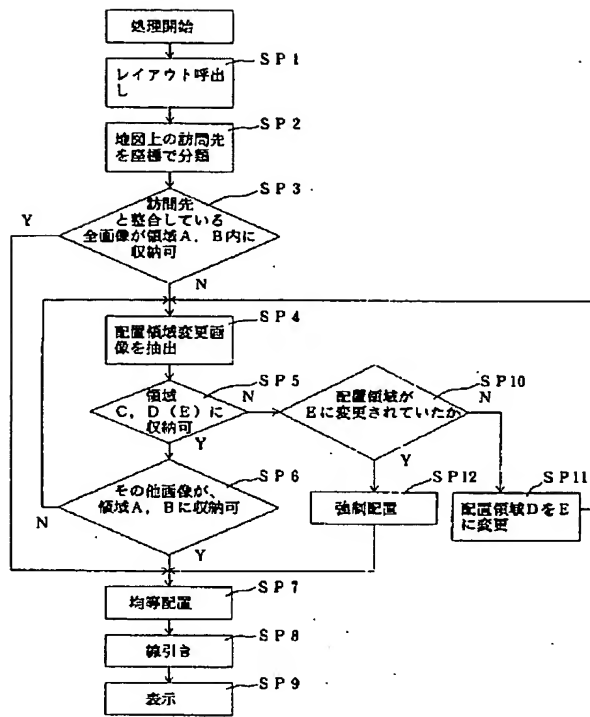 処理開始
SP1
レイアウト呼出
し
SP2
地図上の訪問先
を座標で分類
SP3
訪問先
と整合している
全画像が領域A,B内に
収納可
Y
N
SP4
配置領域変更画
像を抽出
SP5
領域
C,D(E)に
収納可
N
Y
SP10
配置領域が
Eに変更されていたか
N
Y
SP6
その他画像が、
領域A,Bに収納可
N
Y
SP12
強制配置
SP11
配置領域DをE
に変更
SP7
均等配置
SP8
線引き
SP9
表示